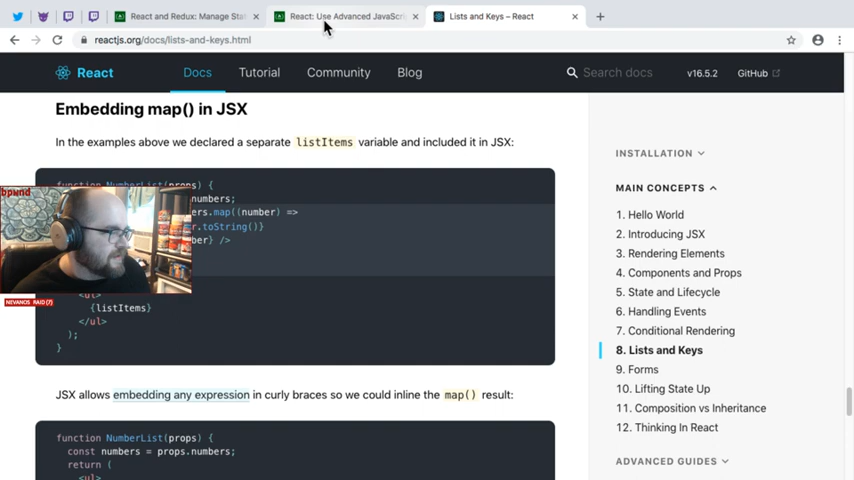 React and Redux: Manage Sta
React: Use Advanced JavaScri
Lists and Keys – React
reactjs.org/docs/lists-and-keys.html
React
Docs
Tutorial
Community
Blog
Search docs
v16.5.2
GitHub
Embedding map() in JSX
In the examples above we declared a separate listItems variable and included it in JSX:
function NumberList(props) {
numbers;
ers.map((number) =>
r.toString()}
ber} />
<ul>
{listItems}
</ul>
);
}
JSX allows embedding any expression in curly braces so we could inline the map() result:
function NumberList(props) {
const numbers = props.numbers;
return (
<ul>
INSTALLATION
MAIN CONCEPTS
1. Hello World
2. Introducing JSX
3. Rendering Elements
4. Components and Props
5. State and Lifecycle
6. Handling Events
7. Conditional Rendering
8. Lists and Keys
9. Forms
10. Lifting State Up
11. Composition vs Inheritance
12. Thinking In React
ADVANCED GUIDES